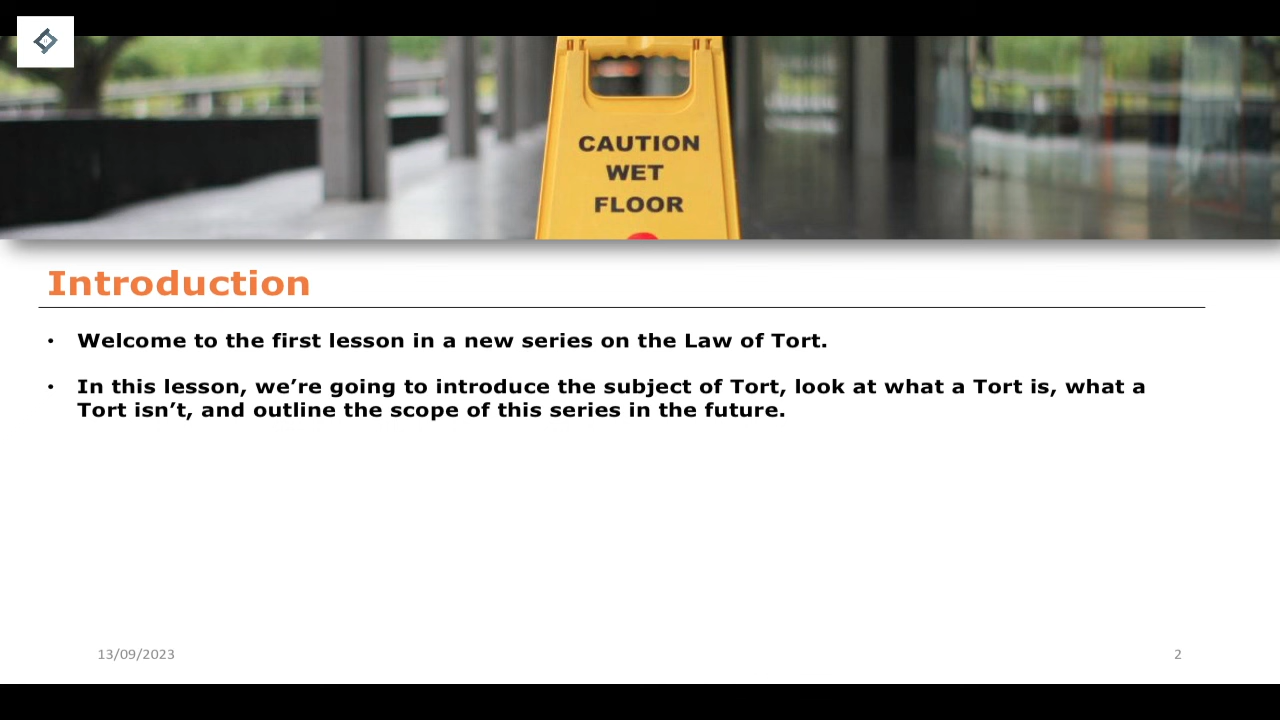 CAUTION
WET
FLOOR
Introduction
• Welcome to the first lesson in a new series on the Law of Tort.
• In this lesson, we’re going to introduce the subject of Tort, look at what a Tort is, what a
Tort isn’t, and outline the scope of this series in the future.
13/09/2023
2